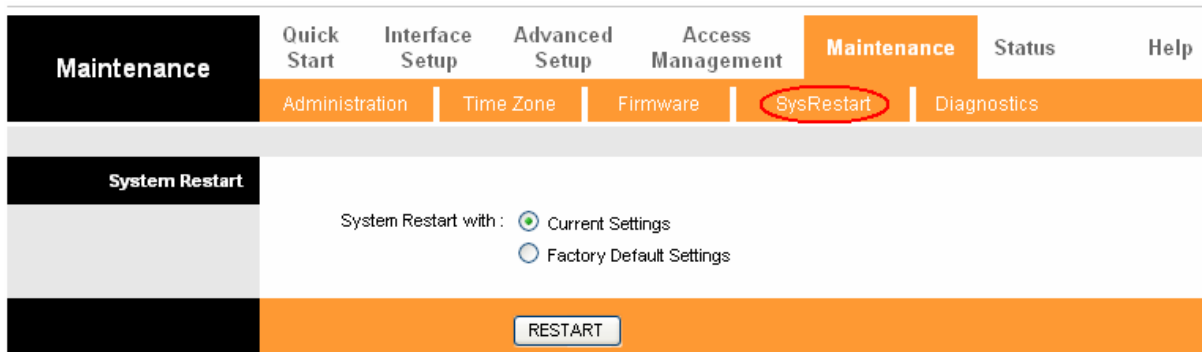 Maintenance
Quick Start
Interface Setup
Advanced Setup
Access Management
Maintenance
Status
Help
Administration
Time Zone
Firmware
SysRestart
Diagnostics
System Restart
System Restart with :
Current Settings
Factory Default Settings
RESTART